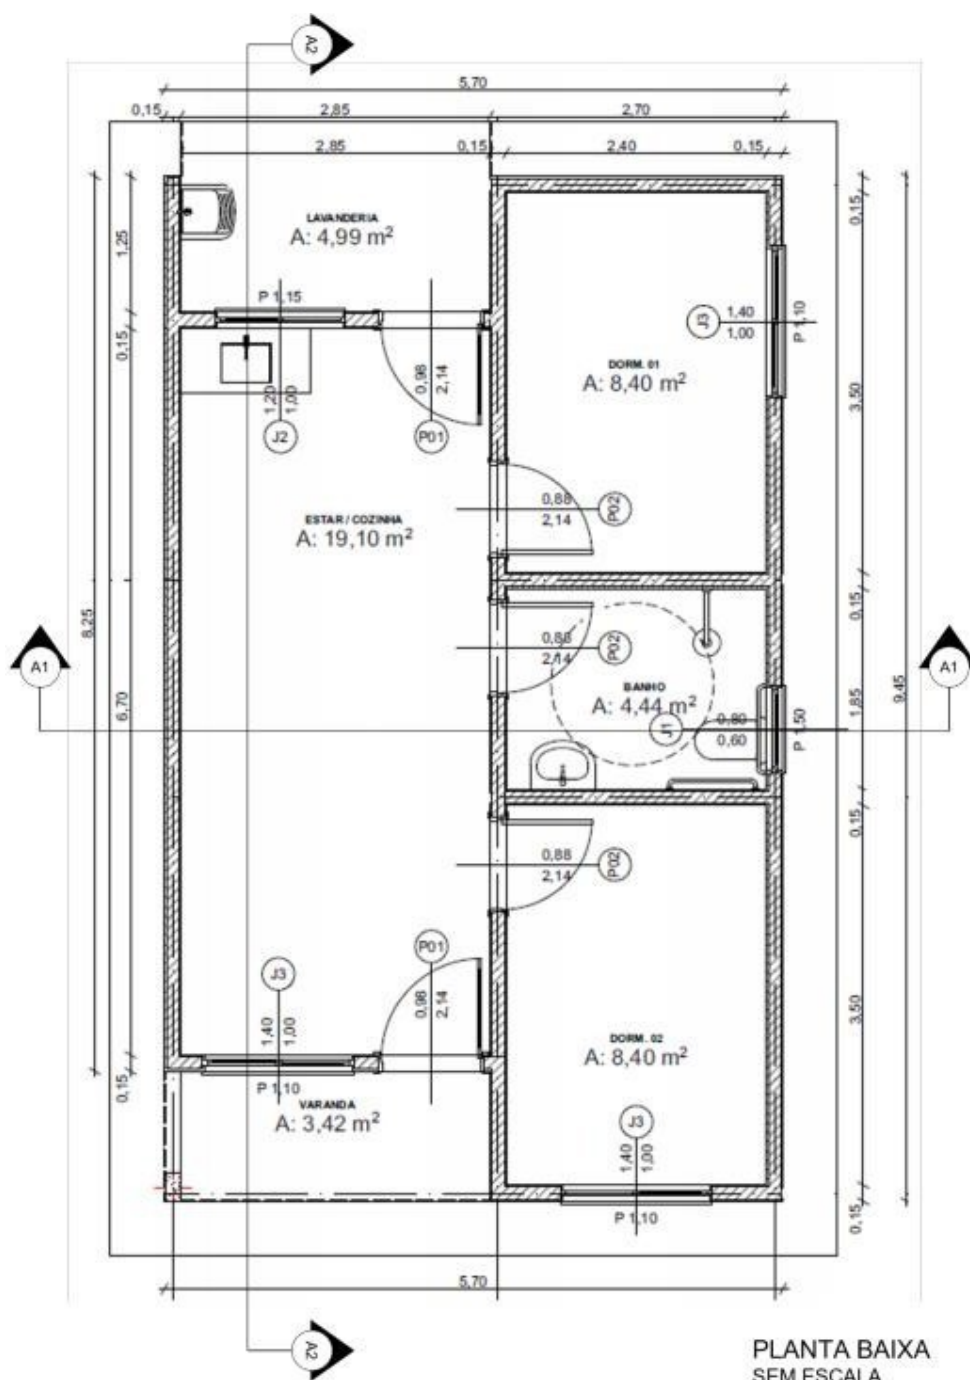 A2
5,70
0,15
2,85
2,70
2,85
0,15
2,40
0,15
LAVANDERIA
A: 4,99 m²
1,25
0,15
P 1,15
J3
1,40
1,00
P 1,10
0,15
DORM. 01
A: 8,40 m²
0,98
2,14
1,20
1,00
J2
P01
3,50
0,88
2,14
P02
ESTAR / COZINHA
A: 19,10 m²
8,25
0,15
A1
0,88
2,14
P02
A1
BANHO
A: 4,44 m²
6,70
1,85
9,45
J1
0,80
0,60
P 1,50
0,15
0,88
2,14
P02
P01
J3
0,98
2,14
1,40
1,00
3,50
DORM. 02
A: 8,40 m²
0,15
P 1,10
VARANDA
A: 3,42 m²
J3
1,40
1,00
P 1,10
0,15
5,70
A2
PLANTA BAIXA
SEM ESCALA